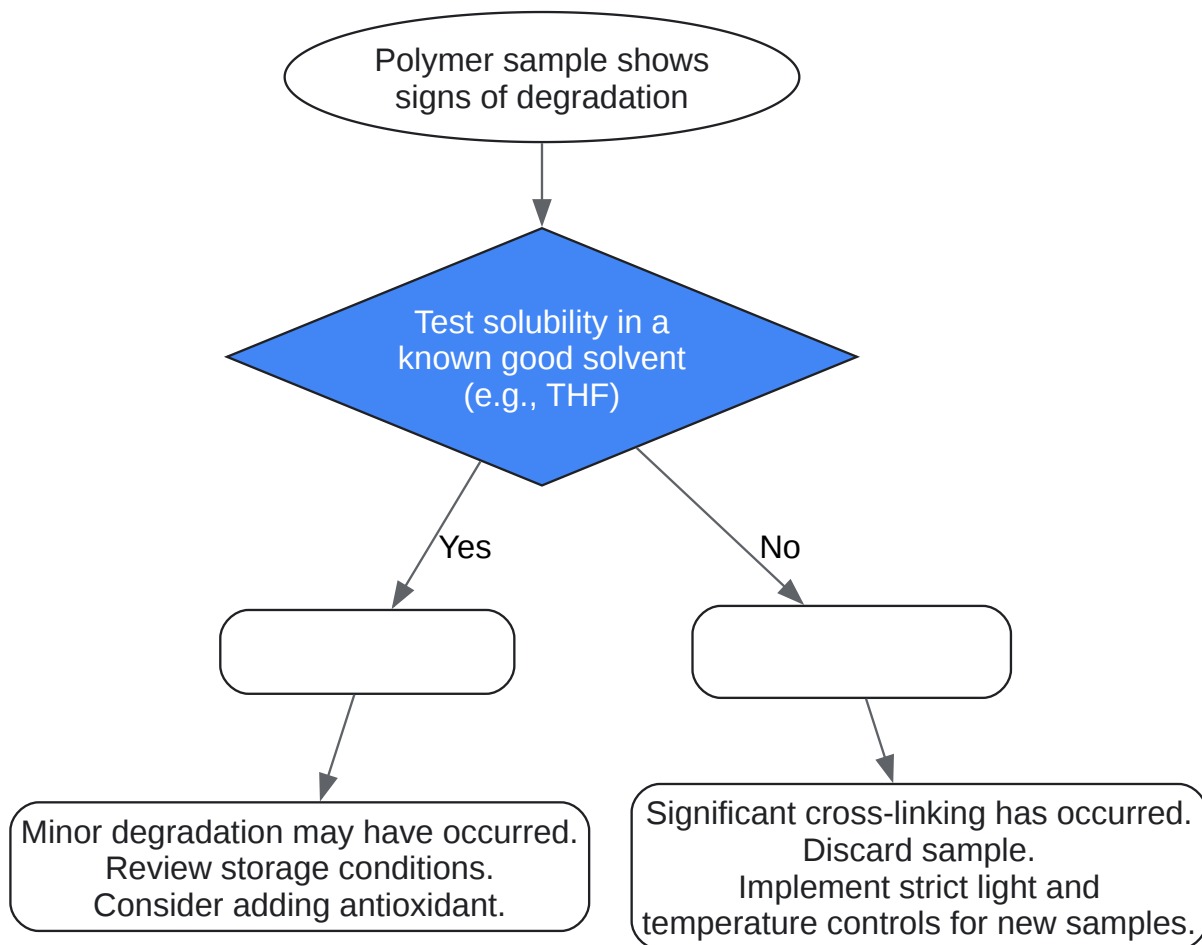 Polymer sample shows
signs of degradation
Test solubility in a
known good solvent
(e.g., THF)
Yes
No
Minor degradation may have occurred.
Review storage conditions.
Consider adding antioxidant.
Significant cross-linking has occurred.
Discard sample.
Implement strict light and
temperature controls for new samples.